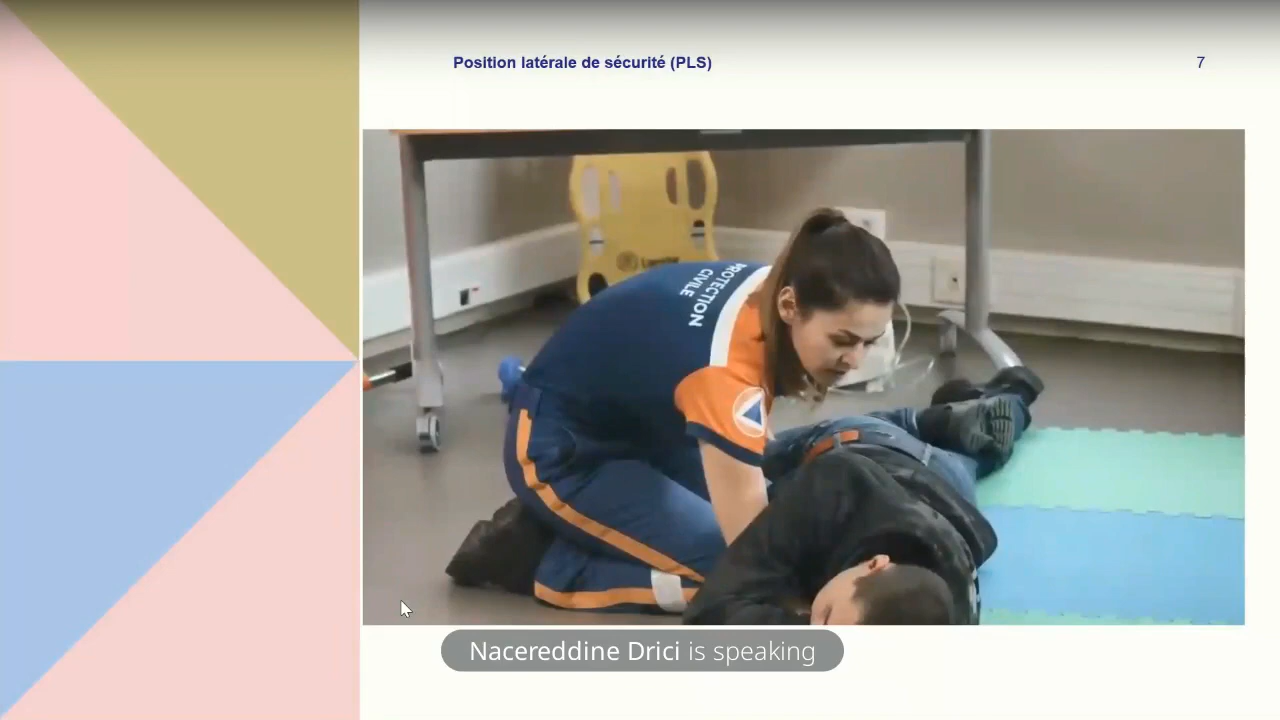 Position latérale de sécurité (PLS)
7
PROTECTION
CIVILE
Nacereddine Drici is speaking